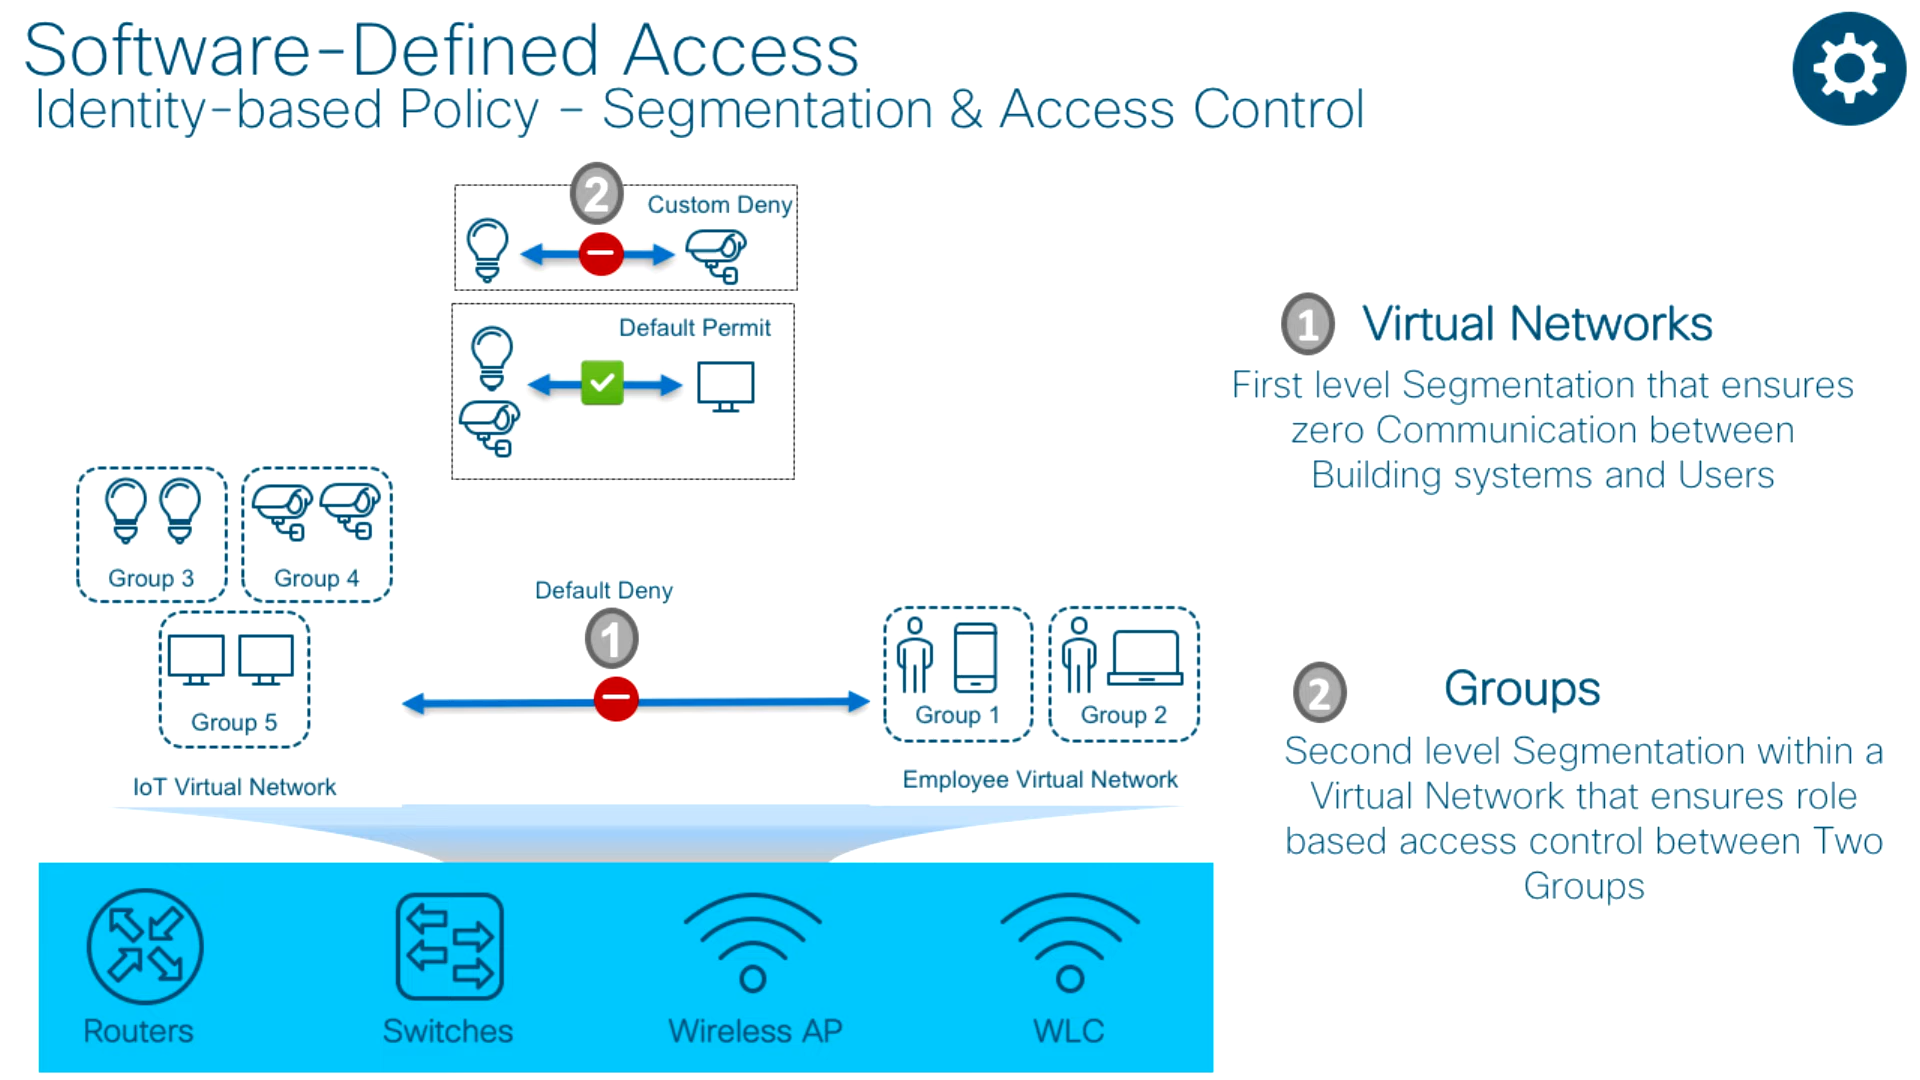 Software-Defined Access
Identity-based Policy – Segmentation & Access Control
2
Custom Deny
Default Permit
Group 3
Group 4
Group 5
IoT Virtual Network
Default Deny
1
Group 1
Group 2
Employee Virtual Network
Routers
Switches
Wireless AP
WLC
1 Virtual Networks
First level Segmentation that ensures
zero Communication between
Building systems and Users
2 Groups
Second level Segmentation within a
Virtual Network that ensures role
based access control between Two
Groups